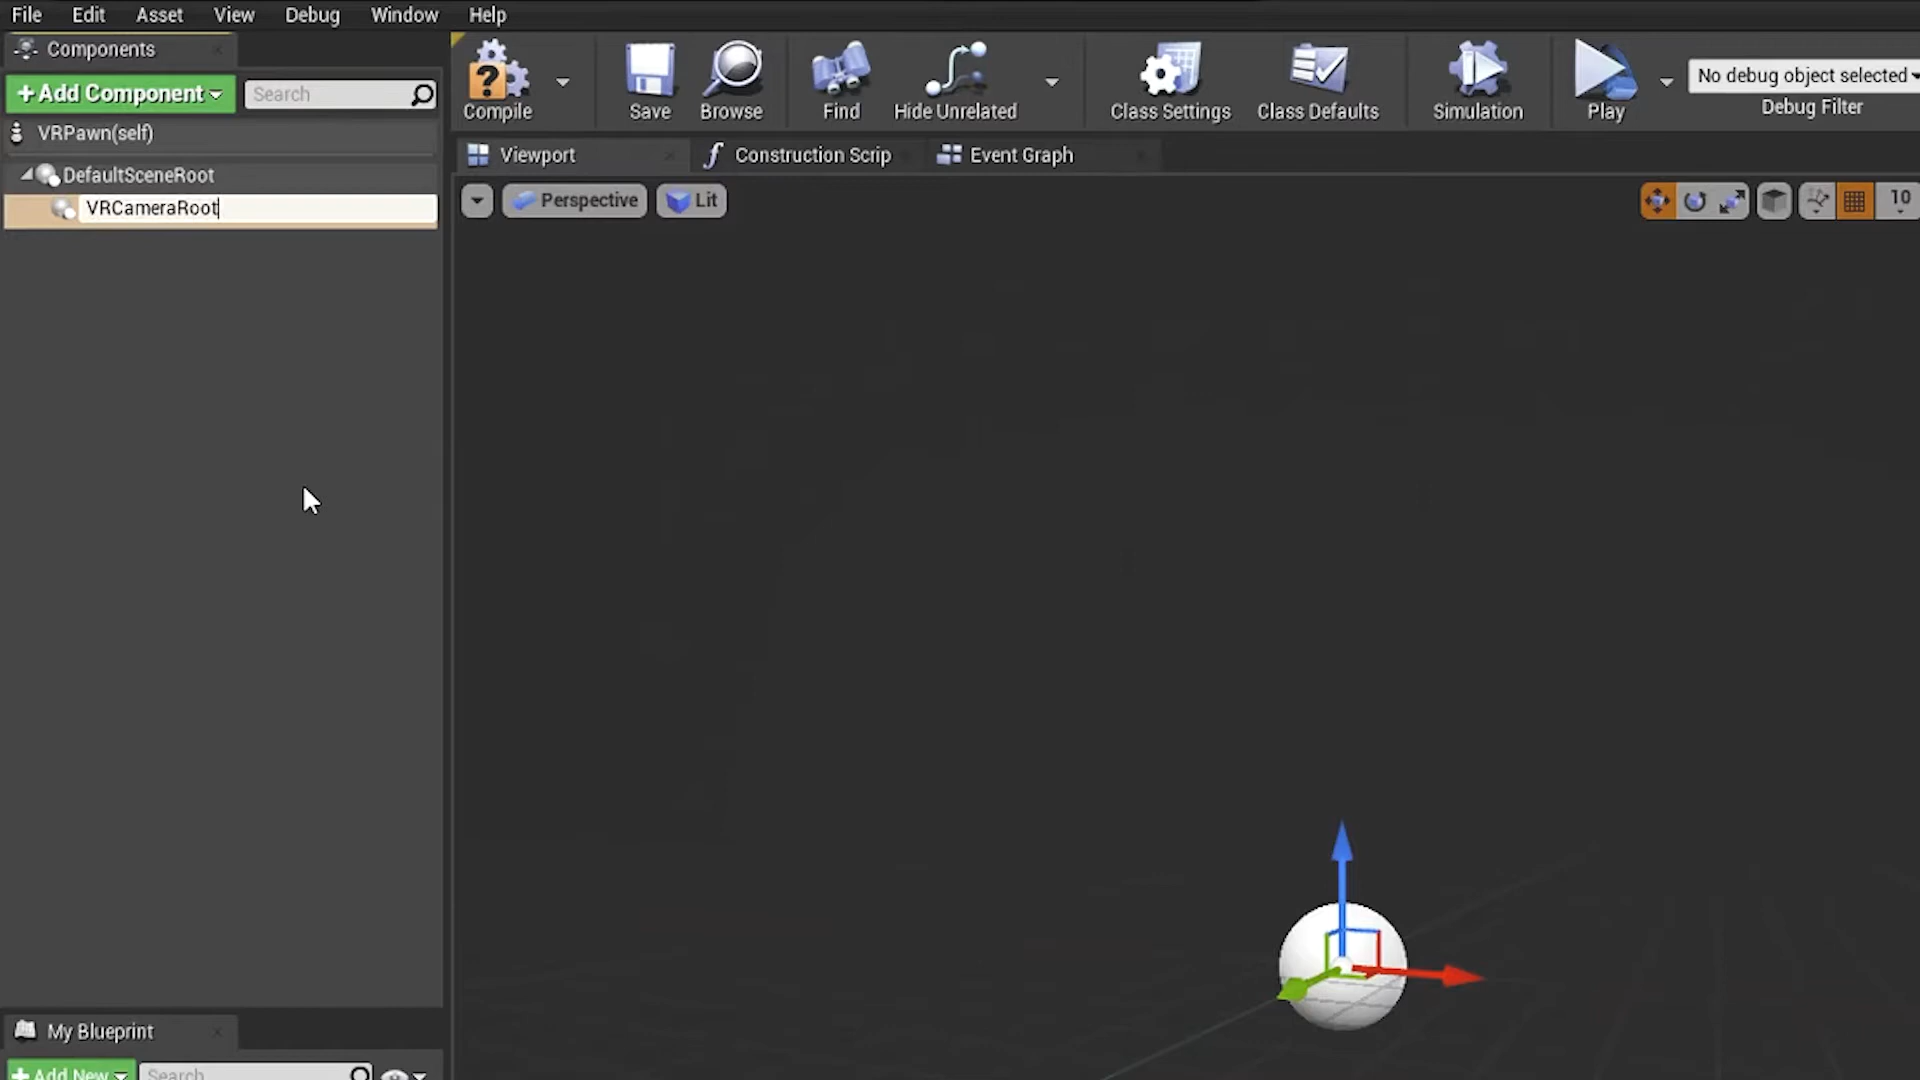 File Edit Asset View Debug Window Help
Components
+Add Component
Search
VRPawn(self)
DefaultSceneRoot
VRCameraRoot
Compile
Save
Browse
Find
Hide Unrelated
Class Settings
Class Defaults
Simulation
Play
No debug object selected
Debug Filter
Viewport
Construction Scrip
Event Graph
Perspective
Lit
10
My Blueprint
+Add New
Search